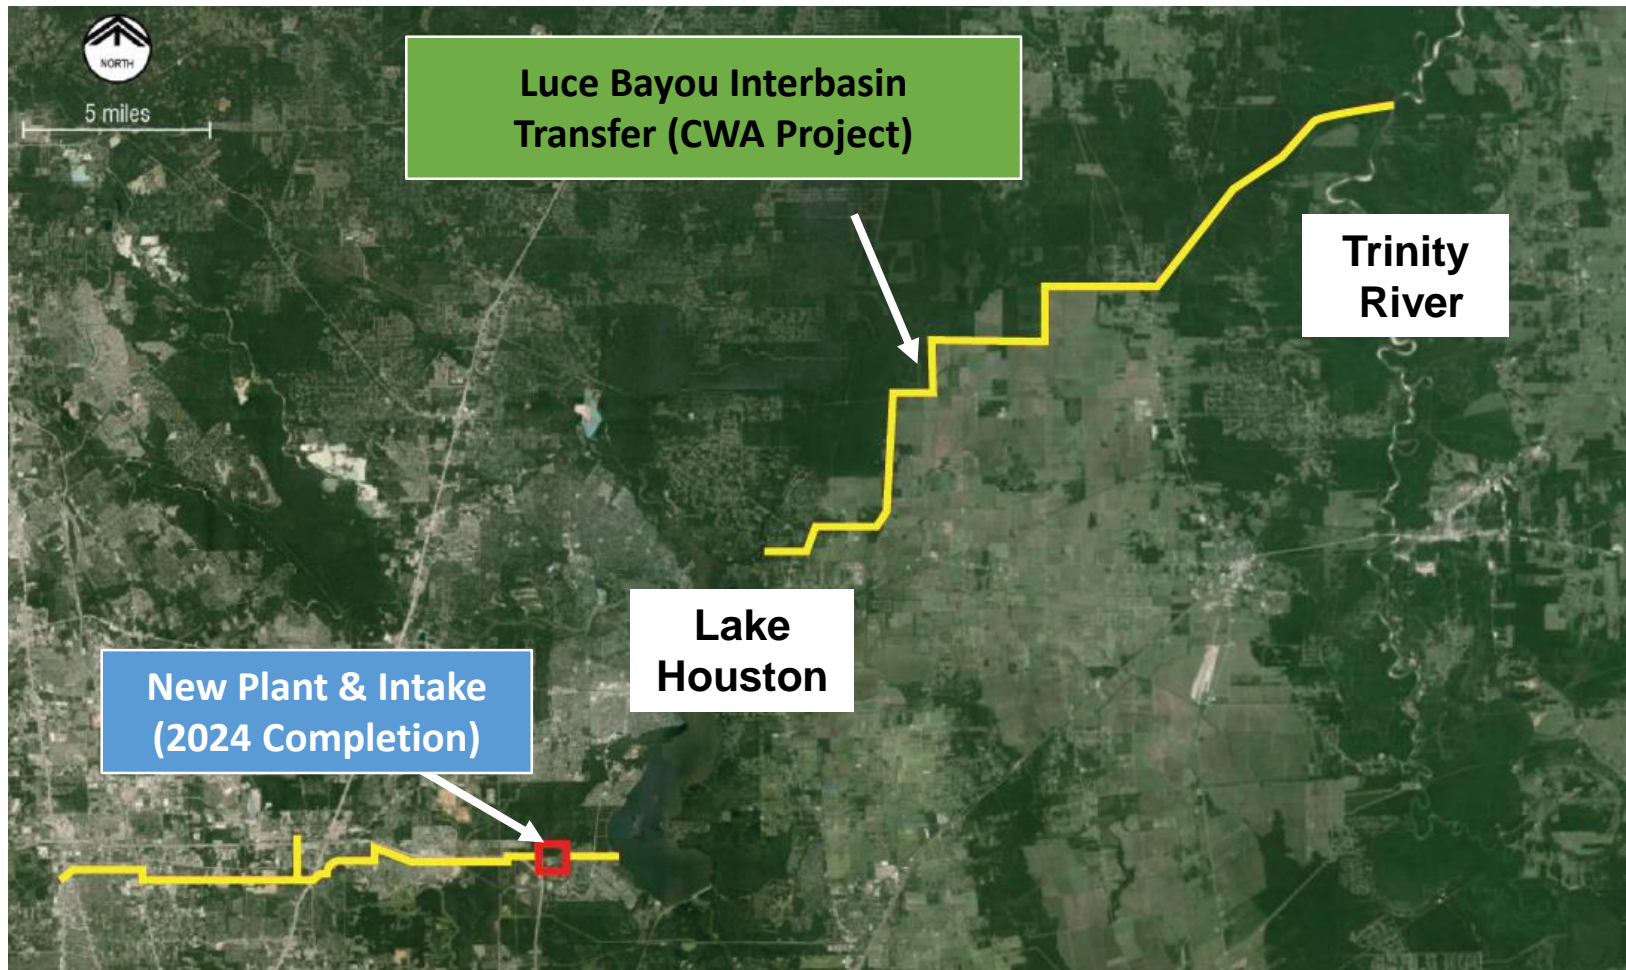 NORTH
5 miles
Luce Bayou Interbasin
Transfer (CWA Project)
Trinity
River
Lake
Houston
New Plant & Intake
(2024 Completion)